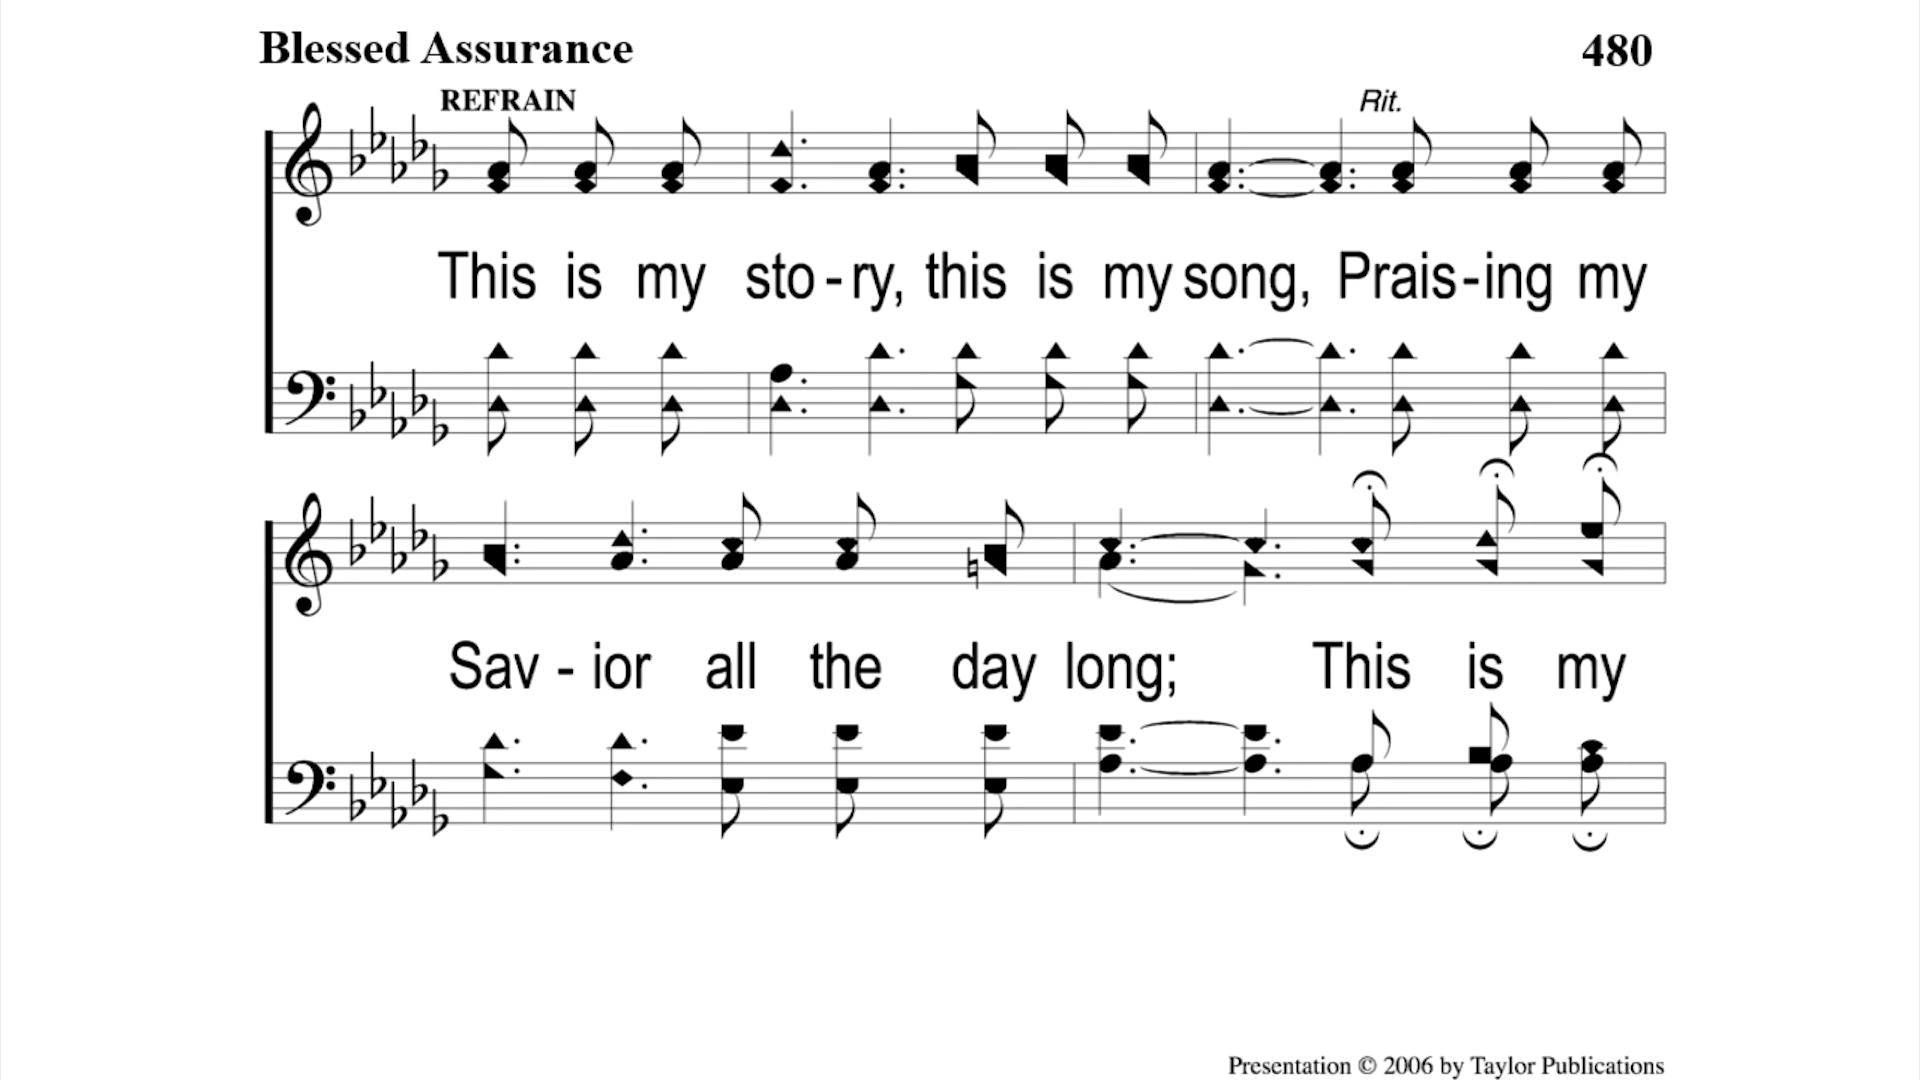 Blessed Assurance 480
REFRAIN Rit.
This is my sto - ry, this is my song, Prais - ing my
Sav - ior all the day long; This is my
Presentation © 2006 by Taylor Publications